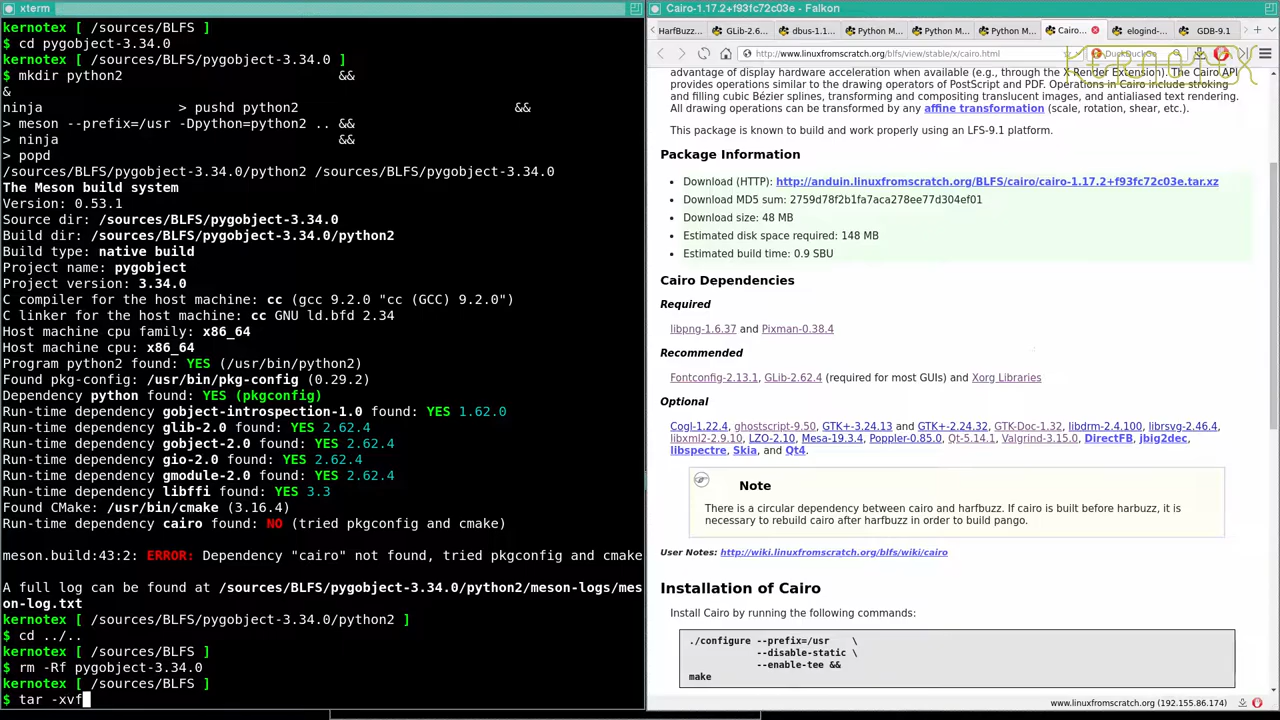 xterm
kernotex [ /sources/BLFS ]
$ cd pygobject-3.34.0
kernotex [ /sources/BLFS/pygobject-3.34.0 ]
$ mkdir python2 &&
&
ninja > pushd python2 &&
> meson --prefix=/usr -Dpython=python2 .. &&
> ninja &&
> popd
/sources/BLFS/pygobject-3.34.0/python2 /sources/BLFS/pygobject-3.34.0
The Meson build system
Version: 0.53.1
Source dir: /sources/BLFS/pygobject-3.34.0
Build dir: /sources/BLFS/pygobject-3.34.0/python2
Build type: native build
Project name: pygobject
Project version: 3.34.0
C compiler for the host machine: cc (gcc 9.2.0 "cc (GCC) 9.2.0")
C linker for the host machine: cc GNU ld.bfd 2.34
Host machine cpu family: x86_64
Host machine cpu: x86_64
Program python2 found: YES (/usr/bin/python2)
Found pkg-config: /usr/bin/pkg-config (0.29.2)
Dependency python found: YES (pkgconfig)
Run-time dependency gobject-introspection-1.0 found: YES 1.62.0
Run-time dependency glib-2.0 found: YES 2.62.4
Run-time dependency gobject-2.0 found: YES 2.62.4
Run-time dependency gio-2.0 found: YES 2.62.4
Run-time dependency gmodule-2.0 found: YES 2.62.4
Run-time dependency libffi found: YES 3.3
Found CMake: /usr/bin/cmake (3.16.4)
Run-time dependency cairo found: NO (tried pkgconfig and cmake)
meson.build:43:2: ERROR: Dependency "cairo" not found, tried pkgconfig and cmake
A full log can be found at /sources/BLFS/pygobject-3.34.0/python2/meson-logs/mes
on-log.txt
kernotex [ /sources/BLFS/pygobject-3.34.0/python2 ]
$ cd ../..
kernotex [ /sources/BLFS ]
$ rm -Rf pygobject-3.34.0
kernotex [ /sources/BLFS ]
$ tar -xvf
Cairo-1.17.2+f93fc72c03e - Falkon
HarfBuzz... GLib-2.6... dbus-1.1... Python M... Python M... Python M... Cairo... elogind-... GDB-9.1
http://www.linuxfromscratch.org/blfs/view/stable/x/cairo.html DuckDuckGo
KERNOTEX
advantage of display hardware acceleration when available (e.g., through the X Render Extension). The Cairo API
provides operations similar to the drawing operators of PostScript and PDF. Operations in Cairo include stroking
and filling cubic Bézier splines, transforming and compositing translucent images, and antialiased text rendering.
All drawing operations can be transformed by any affine transformation (scale, rotation, shear, etc.).
This package is known to build and work properly using an LFS-9.1 platform.
Package Information
Download (HTTP): http://anduin.linuxfromscratch.org/BLFS/cairo/cairo-1.17.2+f93fc72c03e.tar.xz
Download MD5 sum: 2759d78f2b1fa7aca278ee77d304ef01
Download size: 48 MB
Estimated disk space required: 148 MB
Estimated build time: 0.9 SBU
Cairo Dependencies
Required
libpng-1.6.37 and Pixman-0.38.4
Recommended
Fontconfig-2.13.1, GLib-2.62.4 (required for most GUIs) and Xorg Libraries
Optional
Cogl-1.22.4, ghostscript-9.50, GTK+-3.24.13 and GTK+-2.24.32, GTK-Doc-1.32, libdrm-2.4.100, librsvg-2.46.4,
libxml2-2.9.10, LZO-2.10, Mesa-19.3.4, Poppler-0.85.0, Qt-5.14.1, Valgrind-3.15.0, DirectFB, jbig2dec,
libspectre, Skia, and Qt4.
Note
There is a circular dependency between cairo and harfbuzz. If cairo is built before harbuzz, it is
necessary to rebuild cairo after harfbuzz in order to build pango.
User Notes: http://wiki.linuxfromscratch.org/blfs/wiki/cairo
Installation of Cairo
Install Cairo by running the following commands:
./configure --prefix=/usr \
--disable-static \
--enable-tee &&
make
www.linuxfromscratch.org (192.155.86.174)